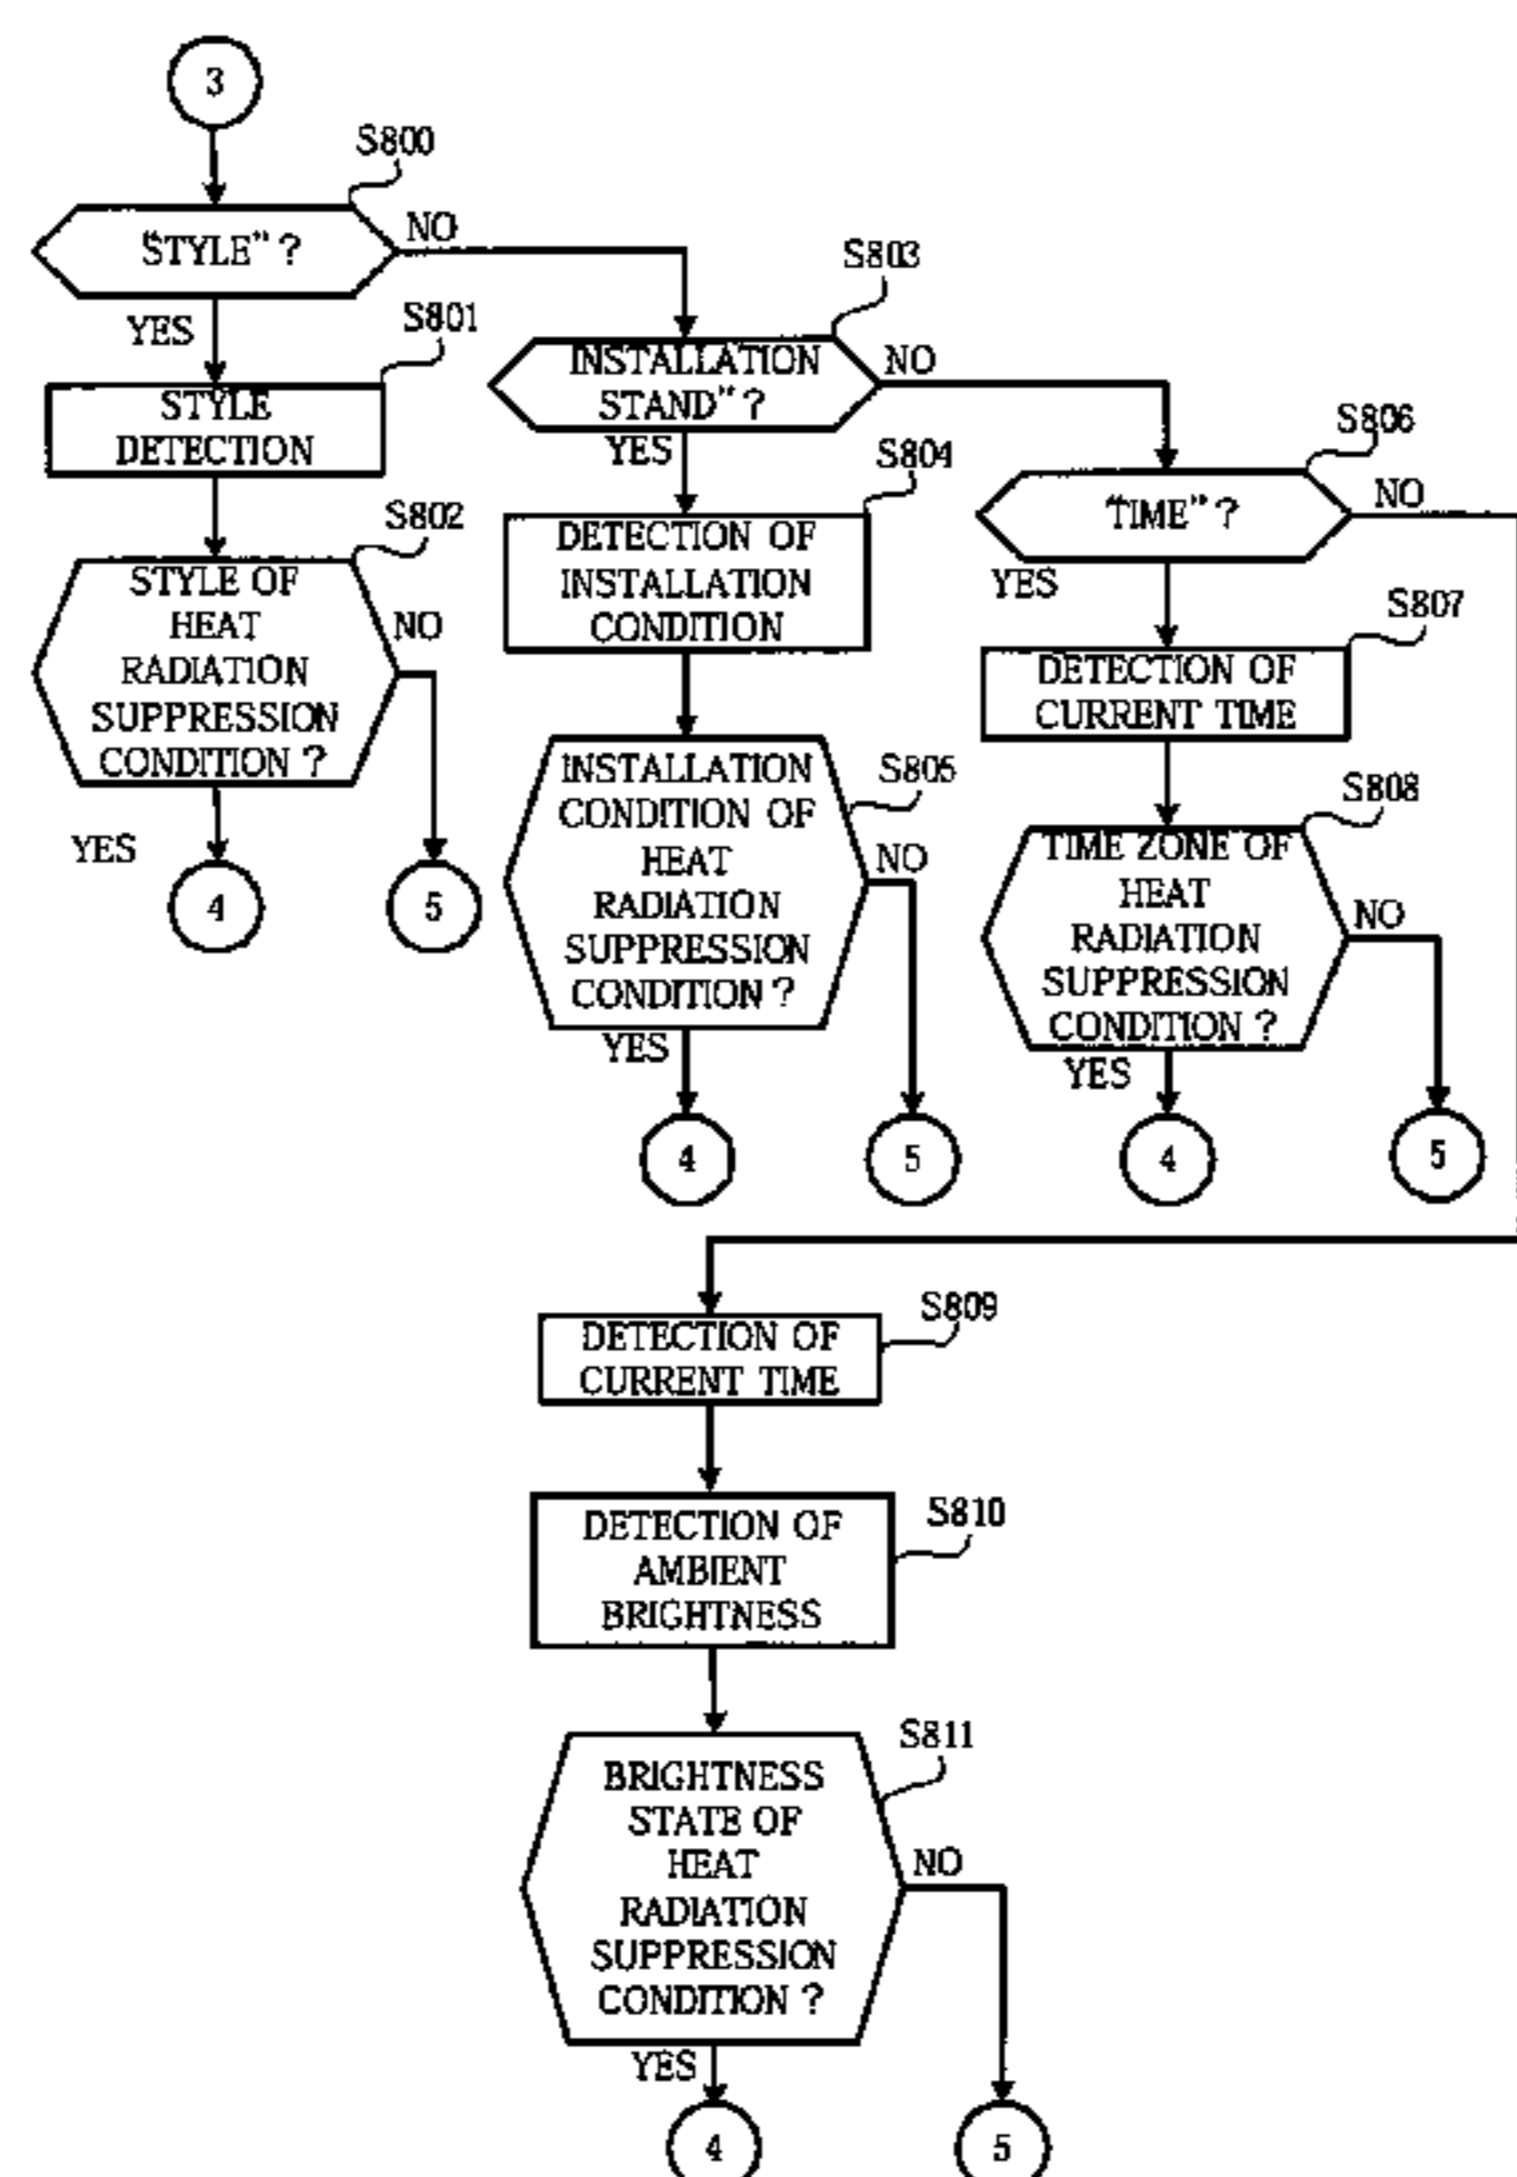 3
S800
“STYLE” ?
NO
YES
S801
STYLE
DETECTION
S802
STYLE OF
HEAT
RADIATION
SUPPRESSION
CONDITION ?
NO
YES
4
5
S803
INSTALLATION
STAND” ?
NO
YES
S804
DETECTION OF
INSTALLATION
CONDITION
S805
INSTALLATION
CONDITION OF
HEAT
RADIATION
SUPPRESSION
CONDITION ?
NO
YES
4
5
S806
“TIME” ?
NO
YES
S807
DETECTION OF
CURRENT TIME
S808
TIME ZONE OF
HEAT
RADIATION
SUPPRESSION
CONDITION ?
NO
YES
4
5
S809
DETECTION OF
CURRENT TIME
S810
DETECTION OF
AMBIENT
BRIGHTNESS
S811
BRIGHTNESS
STATE OF
HEAT
RADIATION
SUPPRESSION
CONDITION ?
NO
YES
4
5